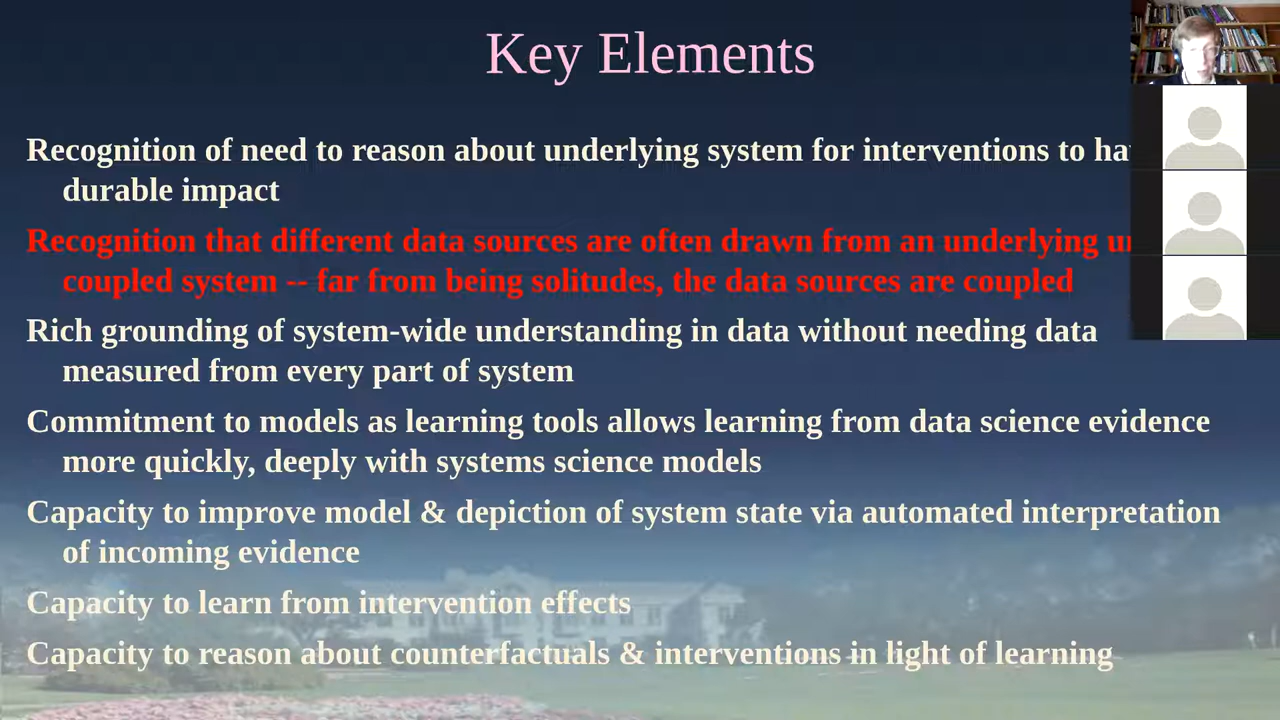 Key Elements
Recognition of need to reason about underlying system for interventions to
durable impact
Recognition that different data sources are often drawn from an underlying
coupled system -- far from being solitudes, the data sources are coupled
Rich grounding of system-wide understanding in data without needing data
measured from every part of system
Commitment to models as learning tools allows learning from data science evidence
more quickly, deeply with systems science models
Capacity to improve model & depiction of system state via automated interpretation
of incoming evidence
Capacity to learn from intervention effects
Capacity to reason about counterfactuals & interventions in light of learning